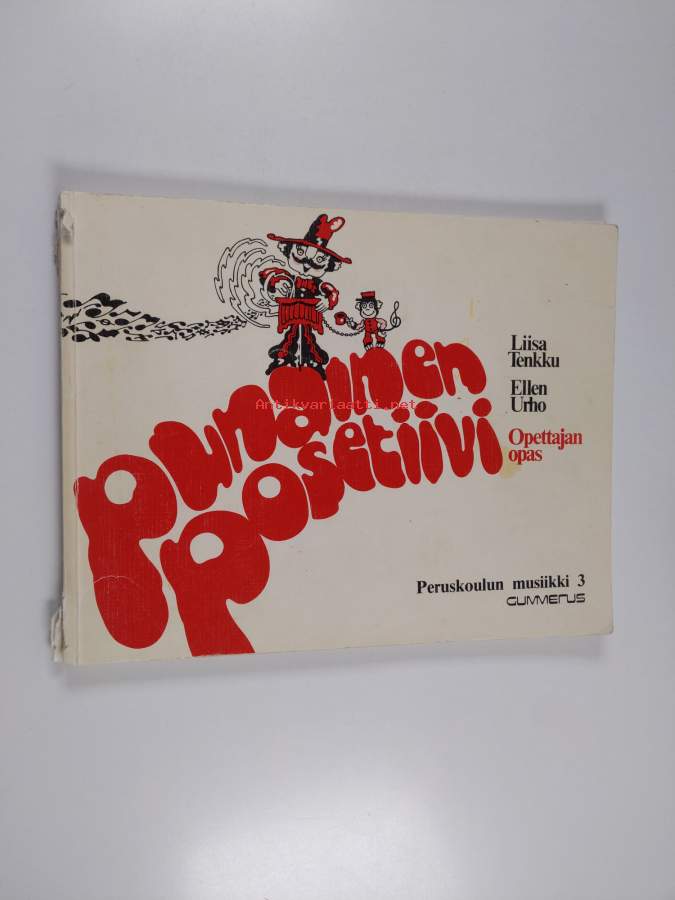 punainen
posetiivi
Liisa
Tenkku
Ellen
Urho
Opettajan
opas
Peruskoulun musiikki 3
GUMMERUS
Antikvariaatti.net